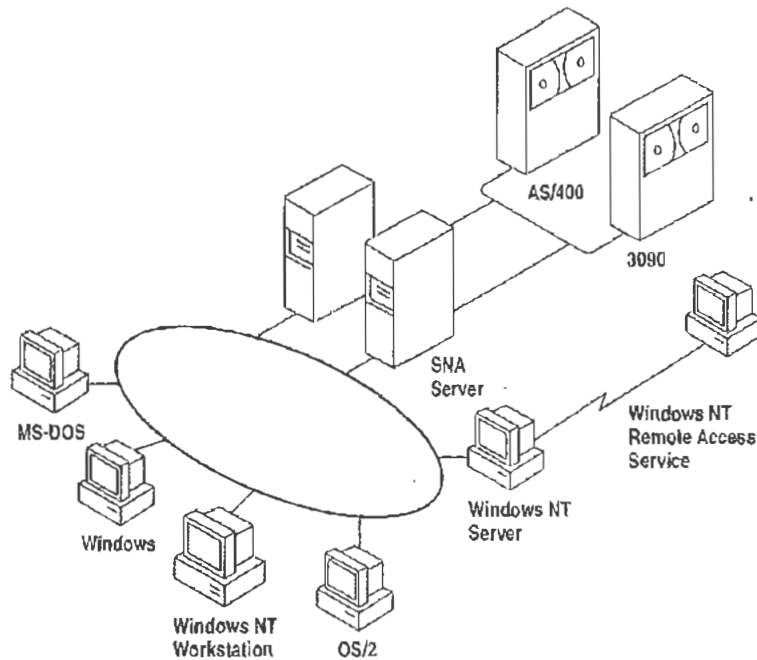 AS/400
3090
SNA
Server
MS-DOS
Windows NT
Remote Access
Service
Windows NT
Server
Windows
Windows NT
Workstation
OS/2